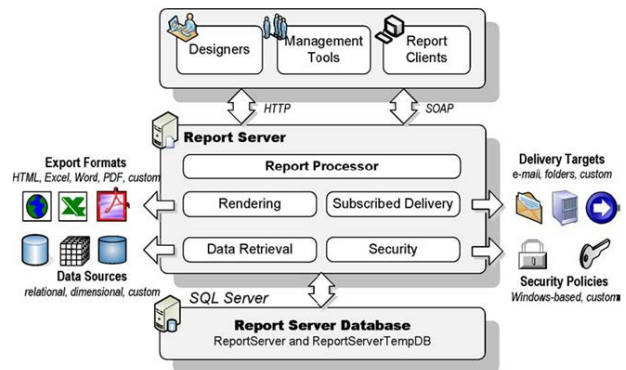 Designers
Management
Tools
Report
Clients
HTTP
SOAP
Report Server
Report Processor
Export Formats
HTML, Excel, Word, PDF, custom
Rendering
Subscribed Delivery
Delivery Targets
e-mail, folders, custom
Data Retrieval
Security
Data Sources
relational, dimensional, custom
Security Policies
Windows-based, custom
SQL Server
Report Server Database
ReportServer and ReportServerTempDB